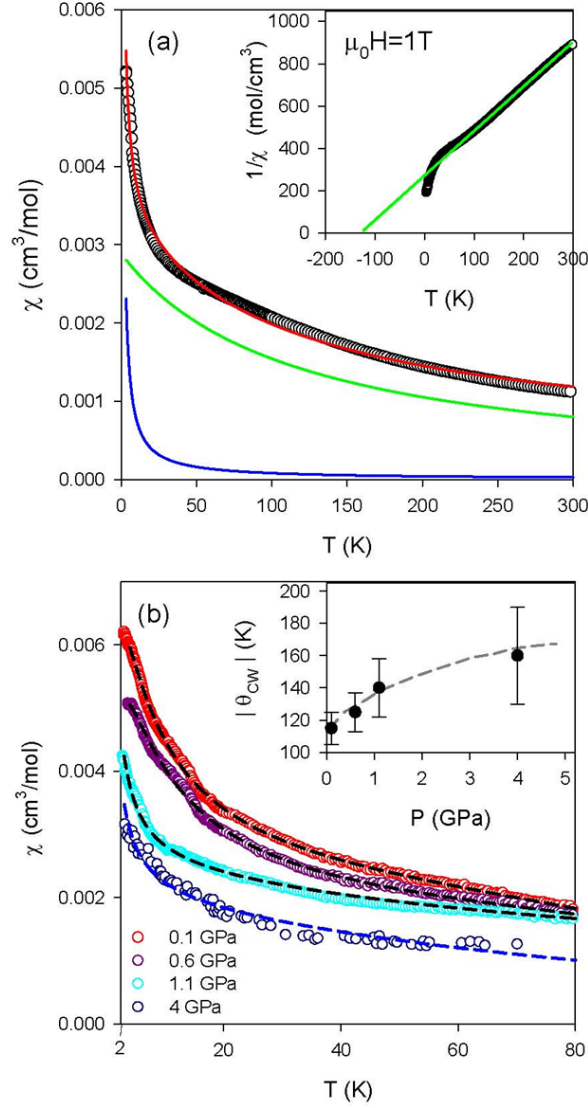 0.006
(a)
0.005
0.004
0.003
0.002
0.001
0.000
χ (cm³/mol)
0 50 100 150 200 250 300
T (K)
1000
800
600
400
200
0
1/χ (mol/cm³)
μ₀H=1T
-200 -100 0 100 200 300
T (K)
(b)
0.006
0.004
0.002
0.000
χ (cm³/mol)
200
180
160
140
120
100
| θCW | (K)
0 1 2 3 4 5
P (GPa)
0.1 GPa
0.6 GPa
1.1 GPa
4 GPa
2 20 40 60 80
T (K)